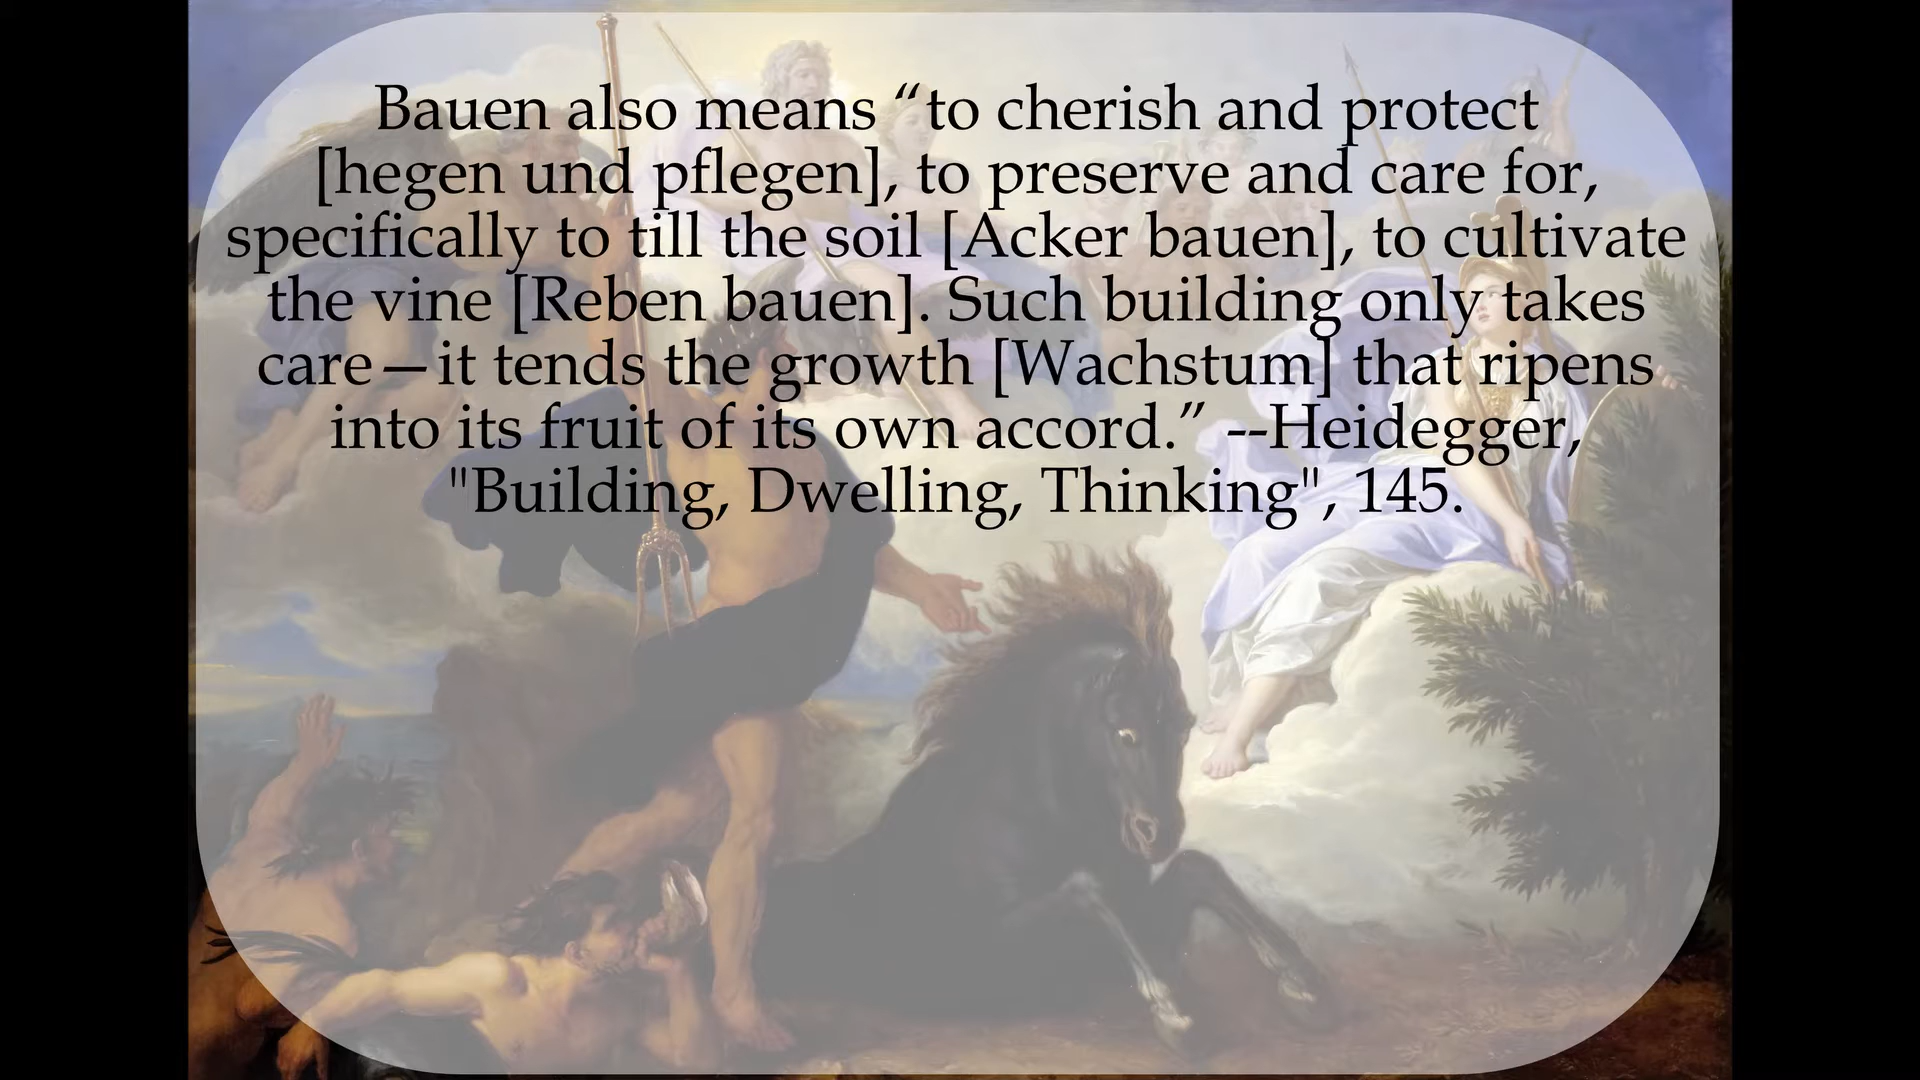 Bauen also means “to cherish and protect
[hegen und pflegen], to preserve and care for,
specifically to till the soil [Acker bauen], to cultivate
the vine [Reben bauen]. Such building only takes
care—it tends the growth [Wachstum] that ripens
into its fruit of its own accord.” --Heidegger,
"Building, Dwelling, Thinking", 145.